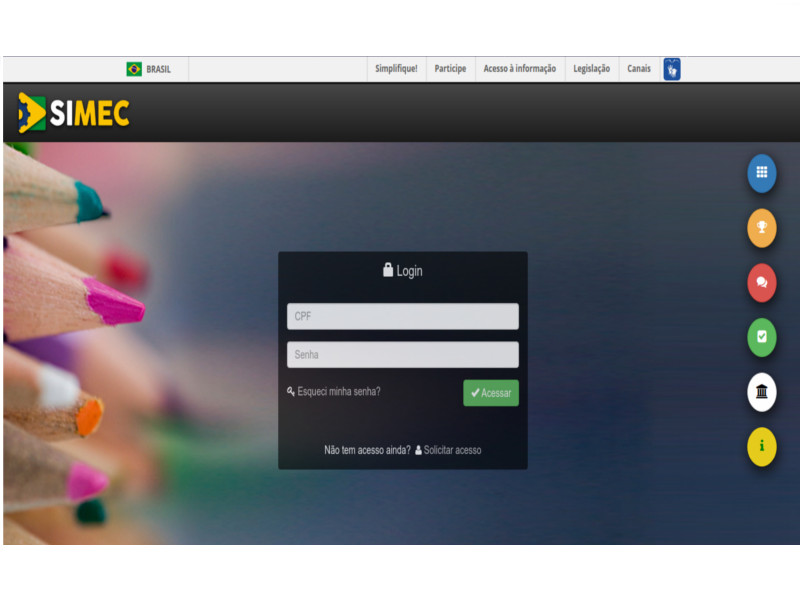 BRASIL
Simplifique!
Participe
Acesso à informação
Legislação
Canais
SIMEC
Login
CPF
Senha
Esqueci minha senha?
Acessar
Não tem acesso ainda? Solicitar acesso
i